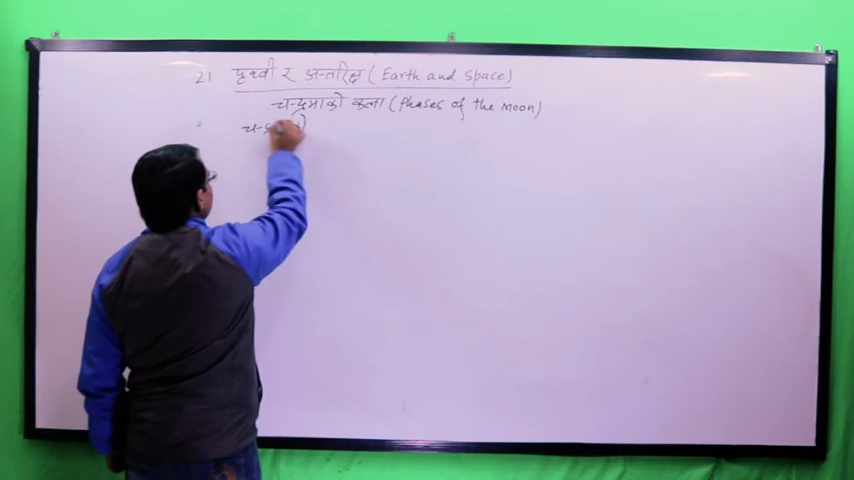 21 पृथ्वी र अन्तरिक्ष (Earth and space)
चन्द्रमाको कला (Phases of the Moon)